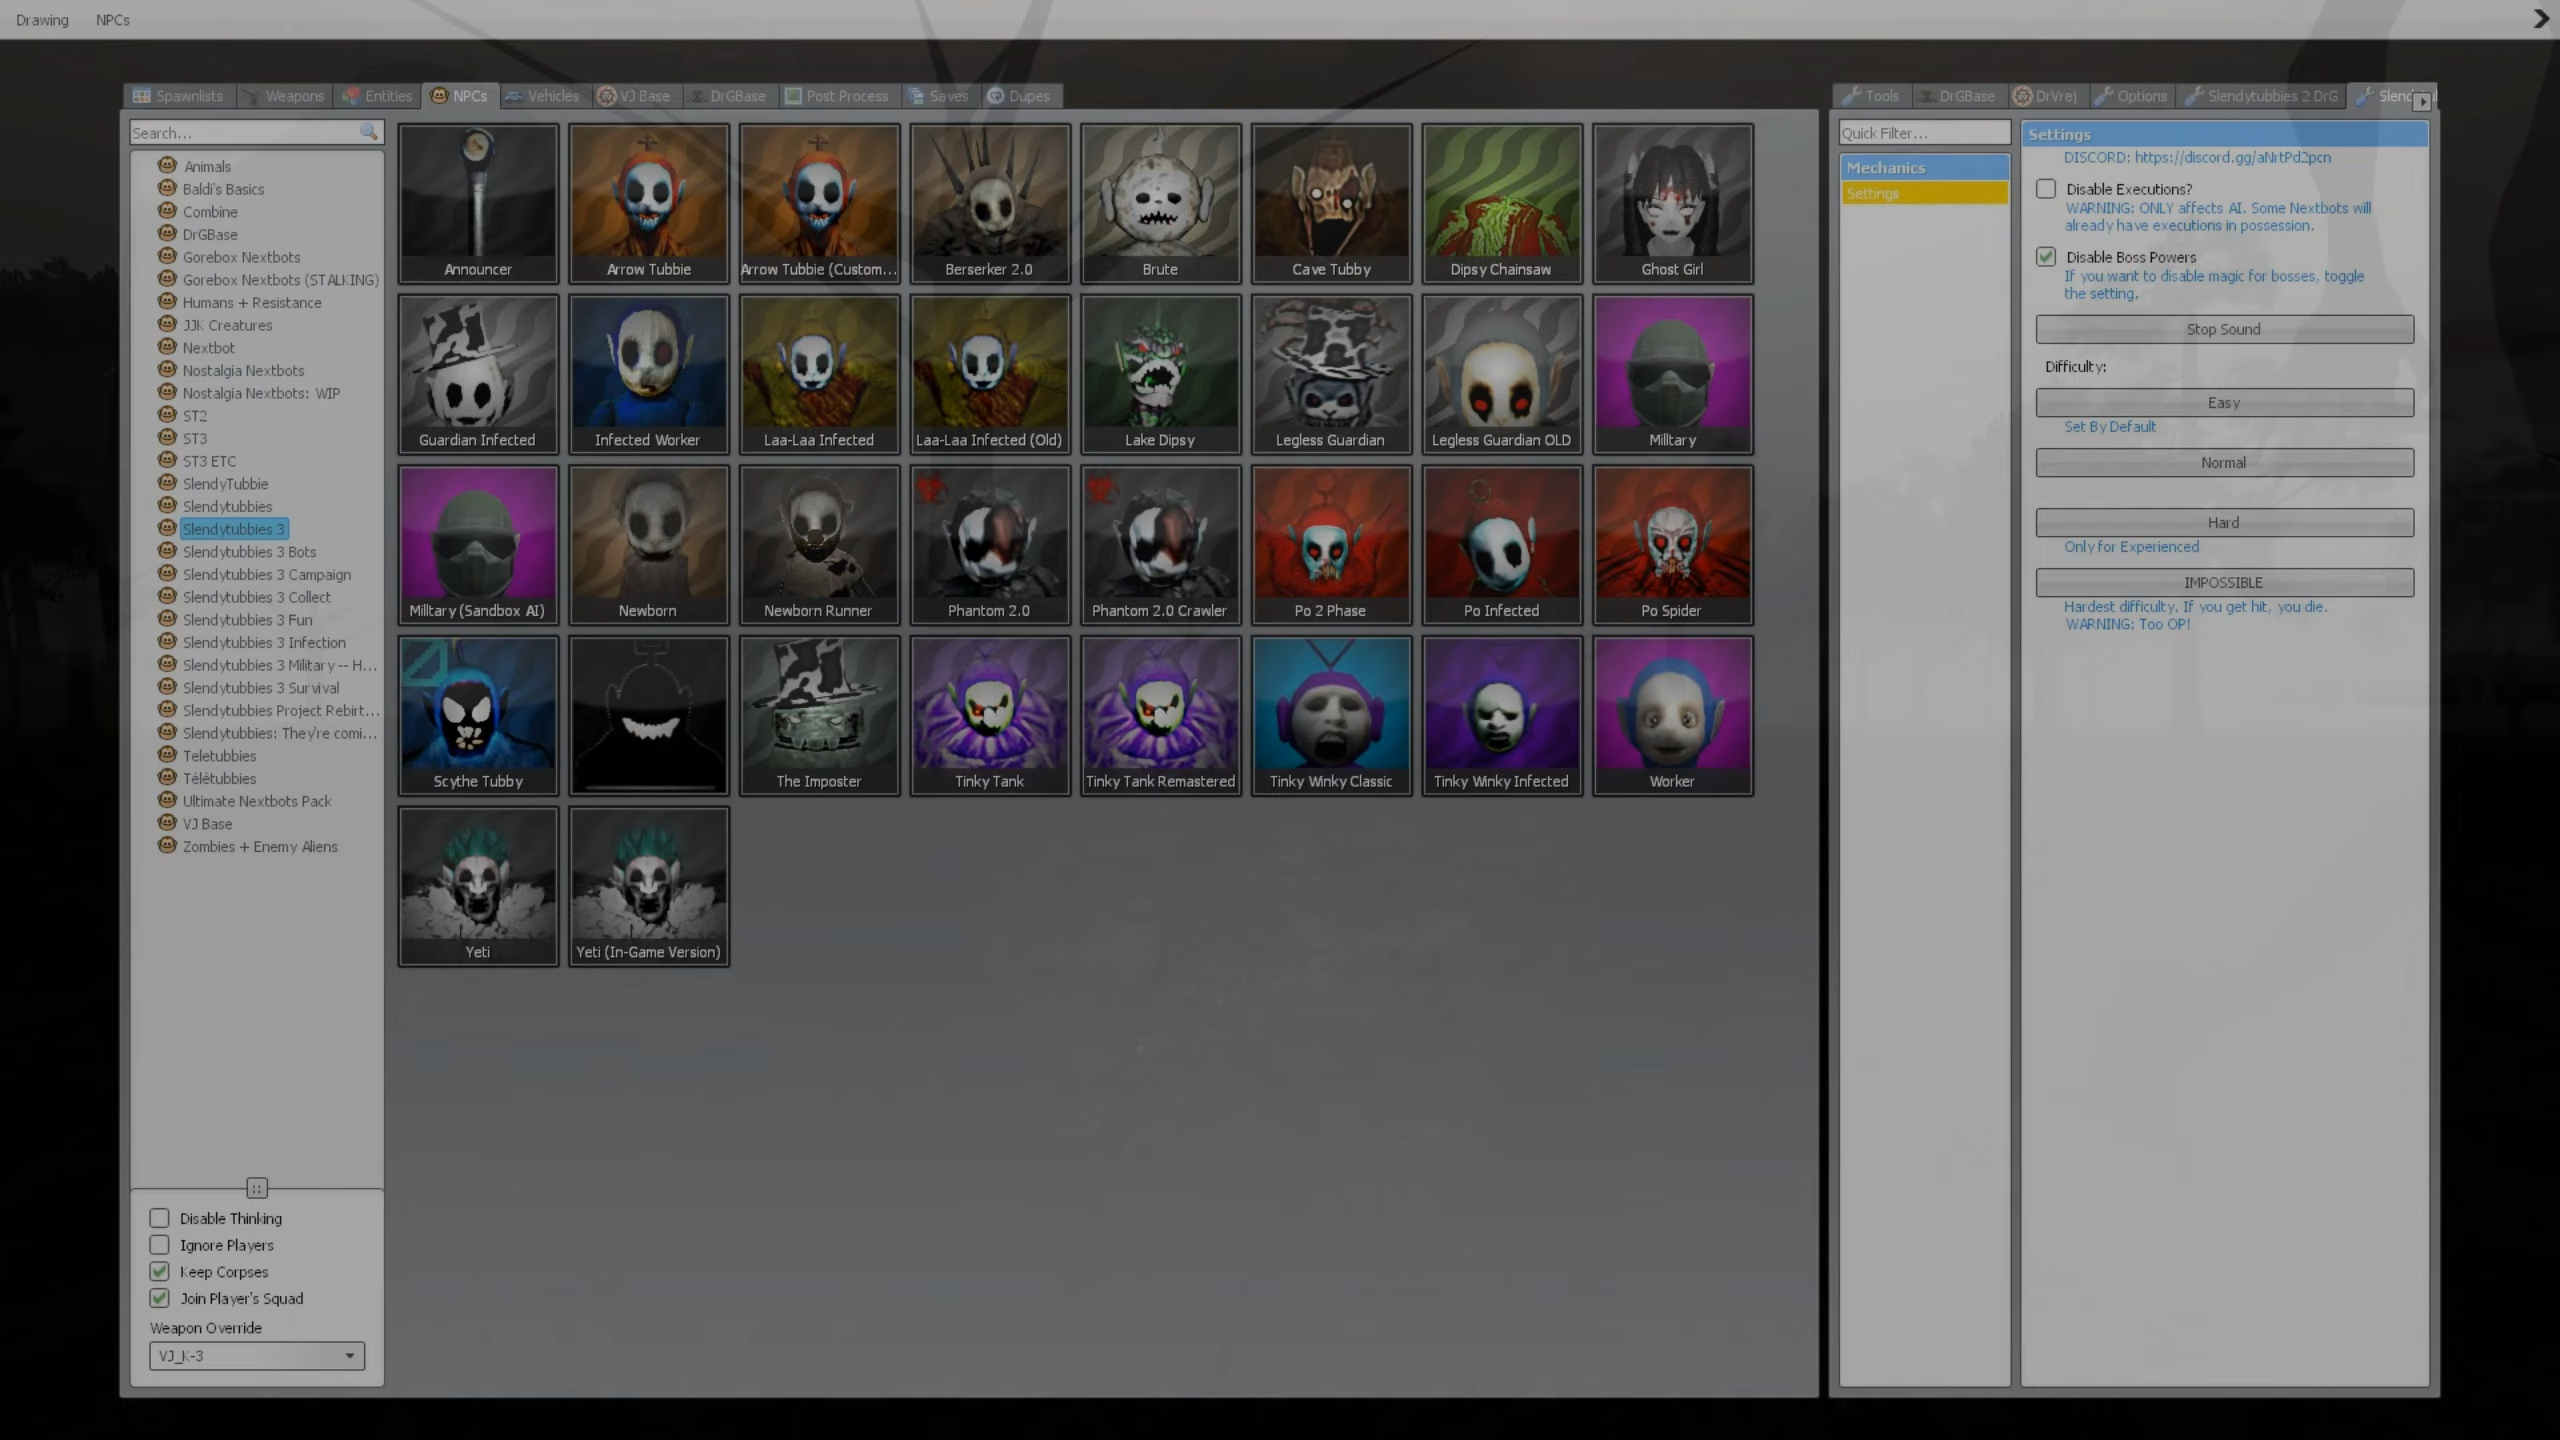 Drawing NPCs
Spawnlists Weapons Entities NPCs Vehicles VJ Base DrGBase Post Process Saves Dupes
Search...
Animals
Baldi's Basics
Combine
DrGBase
Gorebox Nextbots
Gorebox Nextbots (STALKING)
Humans + Resistance
JJK Creatures
Nextbot
Nostalgia Nextbots
Nostalgia Nextbots: WIP
ST2
ST3
ST3 ETC
SlendyTubbie
Slendytubbies
Slendytubbies 3
Slendytubbies 3 Bots
Slendytubbies 3 Campaign
Slendytubbies 3 Collect
Slendytubbies 3 Fun
Slendytubbies 3 Infection
Slendytubbies 3 Military -- H...
Slendytubbies 3 Survival
Slendytubbies Project Rebirt...
Slendytubbies: They're comi...
Teletubbies
Télétubbies
Ultimate Nextbots Pack
VJ Base
Zombies + Enemy Aliens
Disable Thinking
Ignore Players
Keep Corpses
Join Player's Squad
Weapon Override
VJ_K-3
Announcer
Arrow Tubbie
Arrow Tubbie (Custom...
Berserker 2.0
Brute
Cave Tubby
Dipsy Chainsaw
Ghost Girl
Guardian Infected
Infected Worker
Laa-Laa Infected
Laa-Laa Infected (Old)
Lake Dipsy
Legless Guardian
Legless Guardian OLD
Milltary
Milltary (Sandbox AI)
Newborn
Newborn Runner
Phantom 2.0
Phantom 2.0 Crawler
Po 2 Phase
Po Infected
Po Spider
Scythe Tubby
The Imposter
Tinky Tank
Tinky Tank Remastered
Tinky Winky Classic
Tinky Winky Infected
Worker
Yeti
Yeti (In-Game Version)
Tools DrGBase DrVrej Options Slendytubbies 2 DrG
Quick Filter...
Mechanics
Settings
Settings
DISCORD: https://discord.gg/aNrtPd2pcn
Disable Executions?
WARNING: ONLY affects AI. Some Nextbots will
already have executions in possession.
Disable Boss Powers
If you want to disable magic for bosses, toggle
the setting.
Stop Sound
Difficulty:
Easy
Set By Default
Normal
Hard
Only for Experienced
IMPOSSIBLE
Hardest difficulty. If you get hit, you die.
WARNING: Too OP!